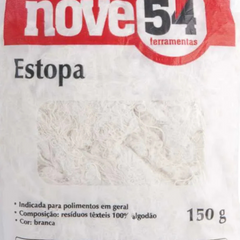 nove54
ferramentas
Estopa
• Indicada para polimentos em geral
• Composição: resíduos têxteis 100% algodão
• Cor: branca
150 g